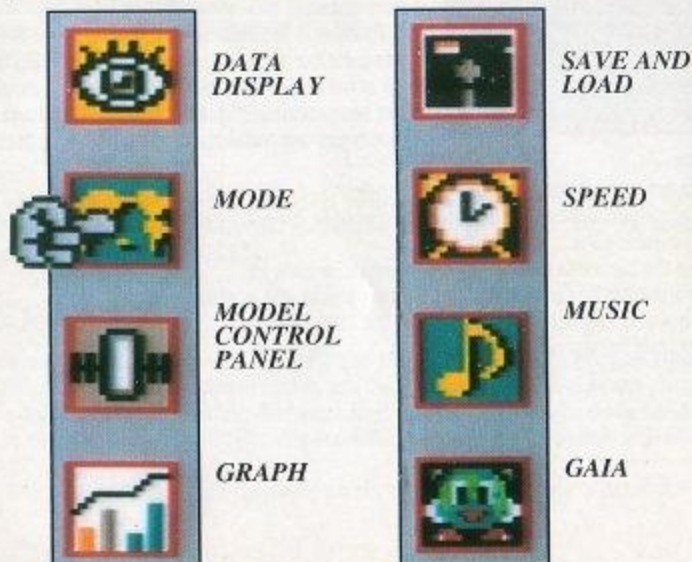 DATA
DISPLAY
MODE
MODEL
CONTROL
PANEL
GRAPH
SAVE AND
LOAD
SPEED
MUSIC
GAIA